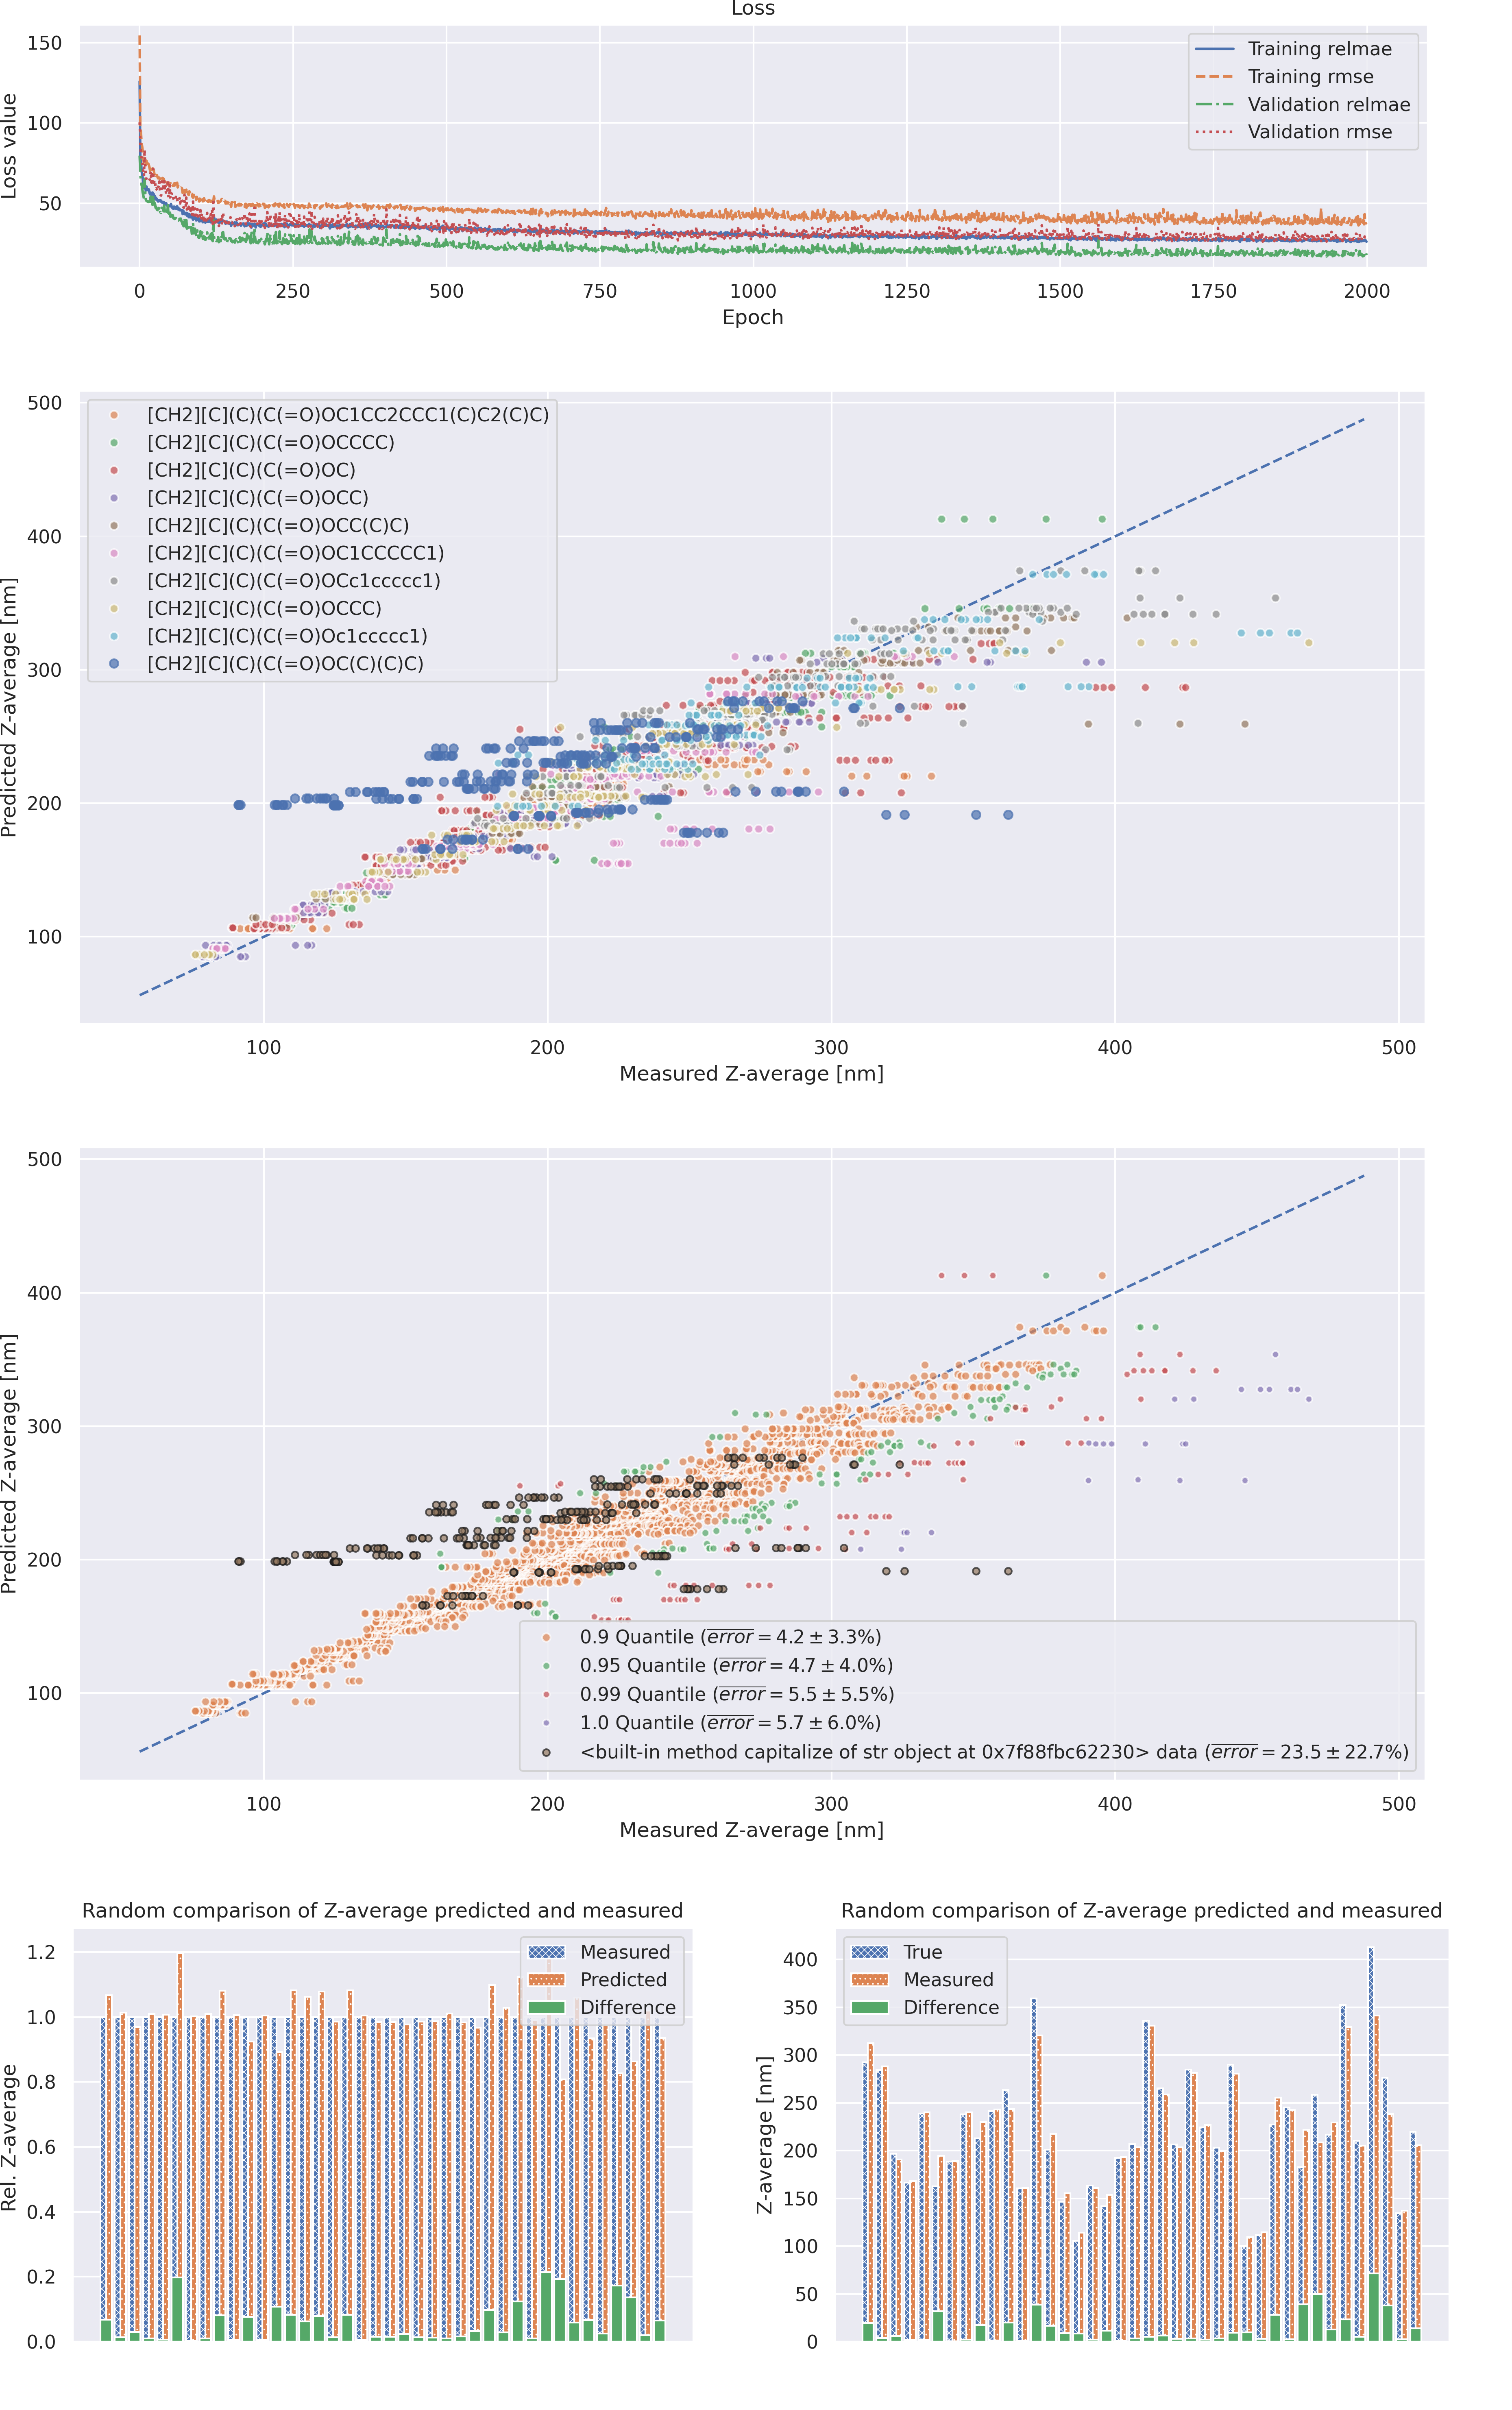 Loss
150
100
50
Loss value
Training relmae
Training rmse
Validation relmae
Validation rmse
0 250 500 750 1000 1250 1500 1750 2000
Epoch
500
400
300
200
100
Predicted Z-average [nm]
[CH2][C](C)(C(=O)OC1CC2CCC1(C)C2(C)C)
[CH2][C](C)(C(=O)OCCCC)
[CH2][C](C)(C(=O)OC)
[CH2][C](C)(C(=O)OCC)
[CH2][C](C)(C(=O)OCC(C)C)
[CH2][C](C)(C(=O)OC1CCCCC1)
[CH2][C](C)(C(=O)OCc1ccccc1)
[CH2][C](C)(C(=O)OCCC)
[CH2][C](C)(C(=O)Oc1ccccc1)
[CH2][C](C)(C(=O)OC(C)(C)C)
100 200 300 400 500
Measured Z-average [nm]
500
400
300
200
100
Predicted Z-average [nm]
0.9 Quantile (error = 4.2 ± 3.3%)
0.95 Quantile (error = 4.7 ± 4.0%)
0.99 Quantile (error = 5.5 ± 5.5%)
1.0 Quantile (error = 5.7 ± 6.0%)
<built-in method capitalize of str object at 0x7f88fbc62230> data (error = 23.5 ± 22.7%)
100 200 300 400 500
Measured Z-average [nm]
Random comparison of Z-average predicted and measured
1.2
1.0
0.8
0.6
0.4
0.2
0.0
Rel. Z-average
Measured
Predicted
Difference
Random comparison of Z-average predicted and measured
400
350
300
250
200
150
100
50
0
Z-average [nm]
True
Measured
Difference